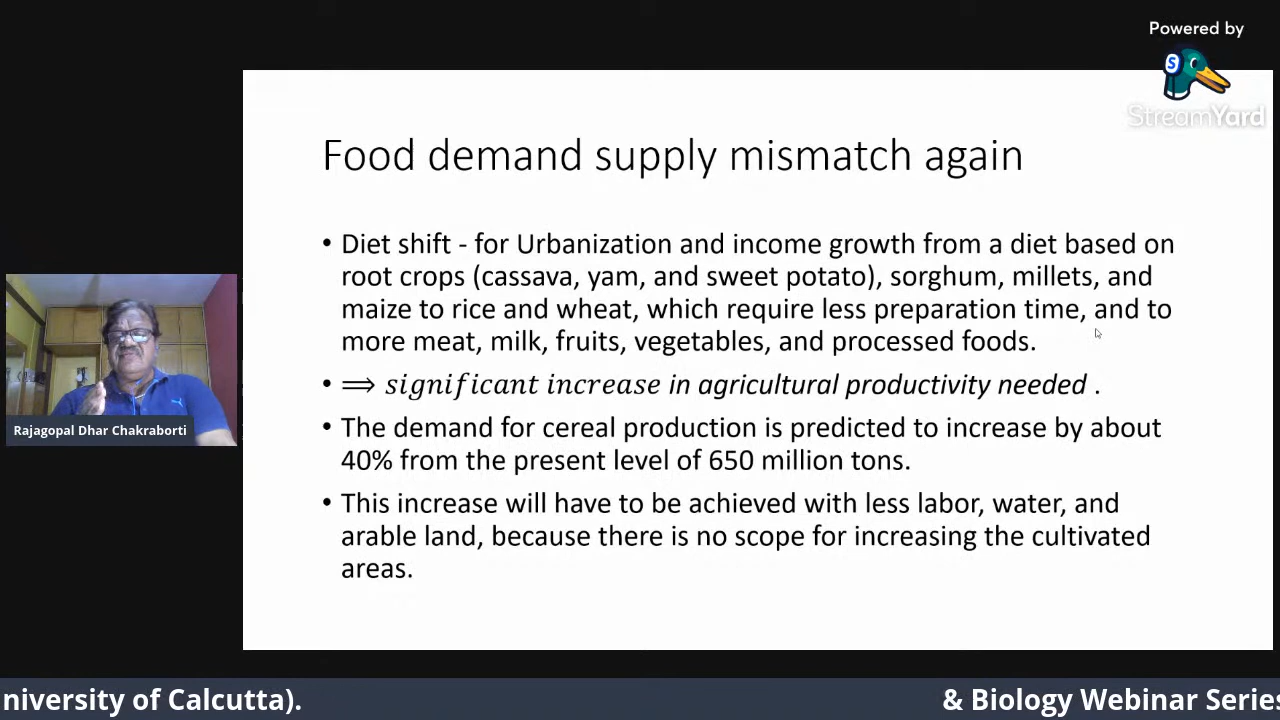 Powered by
S
StreamYard
Food demand supply mismatch again
• Diet shift - for Urbanization and income growth from a diet based on
root crops (cassava, yam, and sweet potato), sorghum, millets, and
maize to rice and wheat, which require less preparation time, and to
more meat, milk, fruits, vegetables, and processed foods.
• ⟹ significant increase in agricultural productivity needed .
• The demand for cereal production is predicted to increase by about
40% from the present level of 650 million tons.
• This increase will have to be achieved with less labor, water, and
arable land, because there is no scope for increasing the cultivated
areas.
Rajagopal Dhar Chakraborti
niversity of Calcutta). & Biology Webinar Series